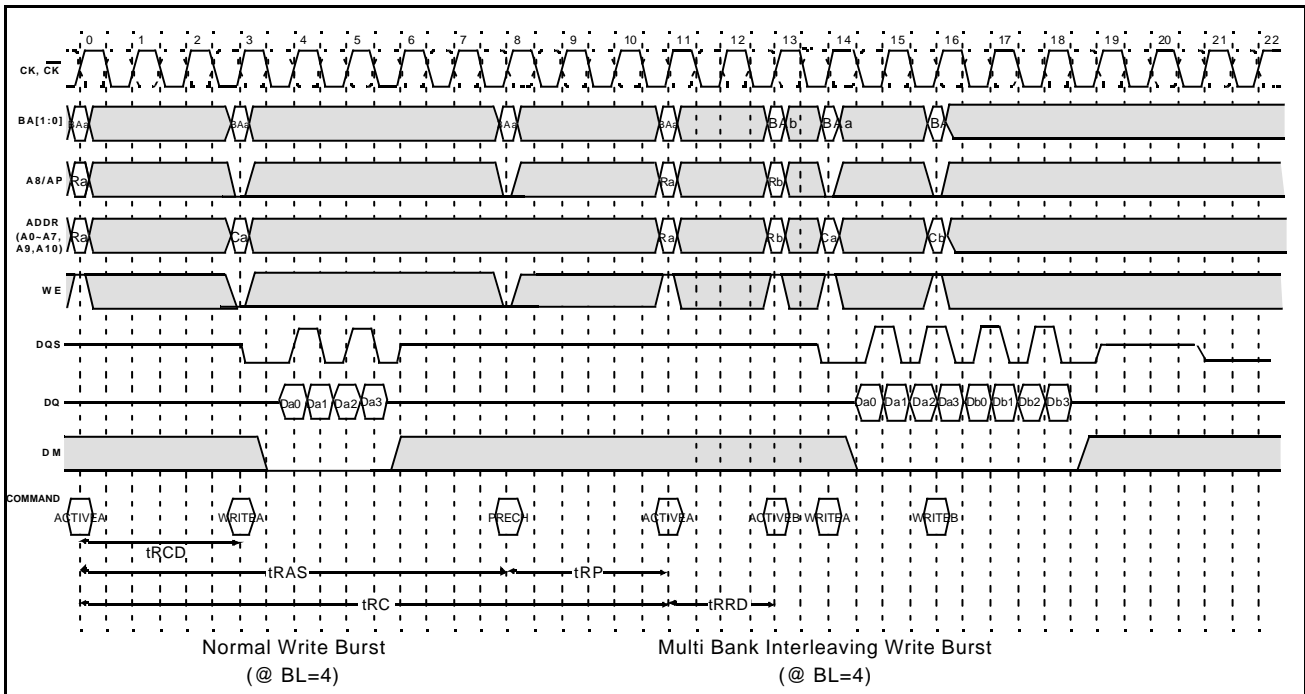 0 1 2 3 4 5 6 7 8 9 10 11 12 13 14 15 16 17 18 19 20 21 22
CK, CK
BA[1:0] BAa BAa BAa BAa BAb BAa BA
A8/AP Ra Ra Rb
ADDR
(A0~A7,
A9,A10)
Ra Ca Ra Rb Ca Cb
WE
DQS
DQ Da0 Da1 Da2 Da3 Da0 Da1 Da2 Da3 Db0 Db1 Db2 Db3
DM
COMMAND
ACTIVEA WRITEA PRECH ACTIVEA ACTIVEB WRITEA WRITEB
tRCD
tRAS tRP
tRC tRRD
Normal Write Burst Multi Bank Interleaving Write Burst
(@ BL=4) (@ BL=4)